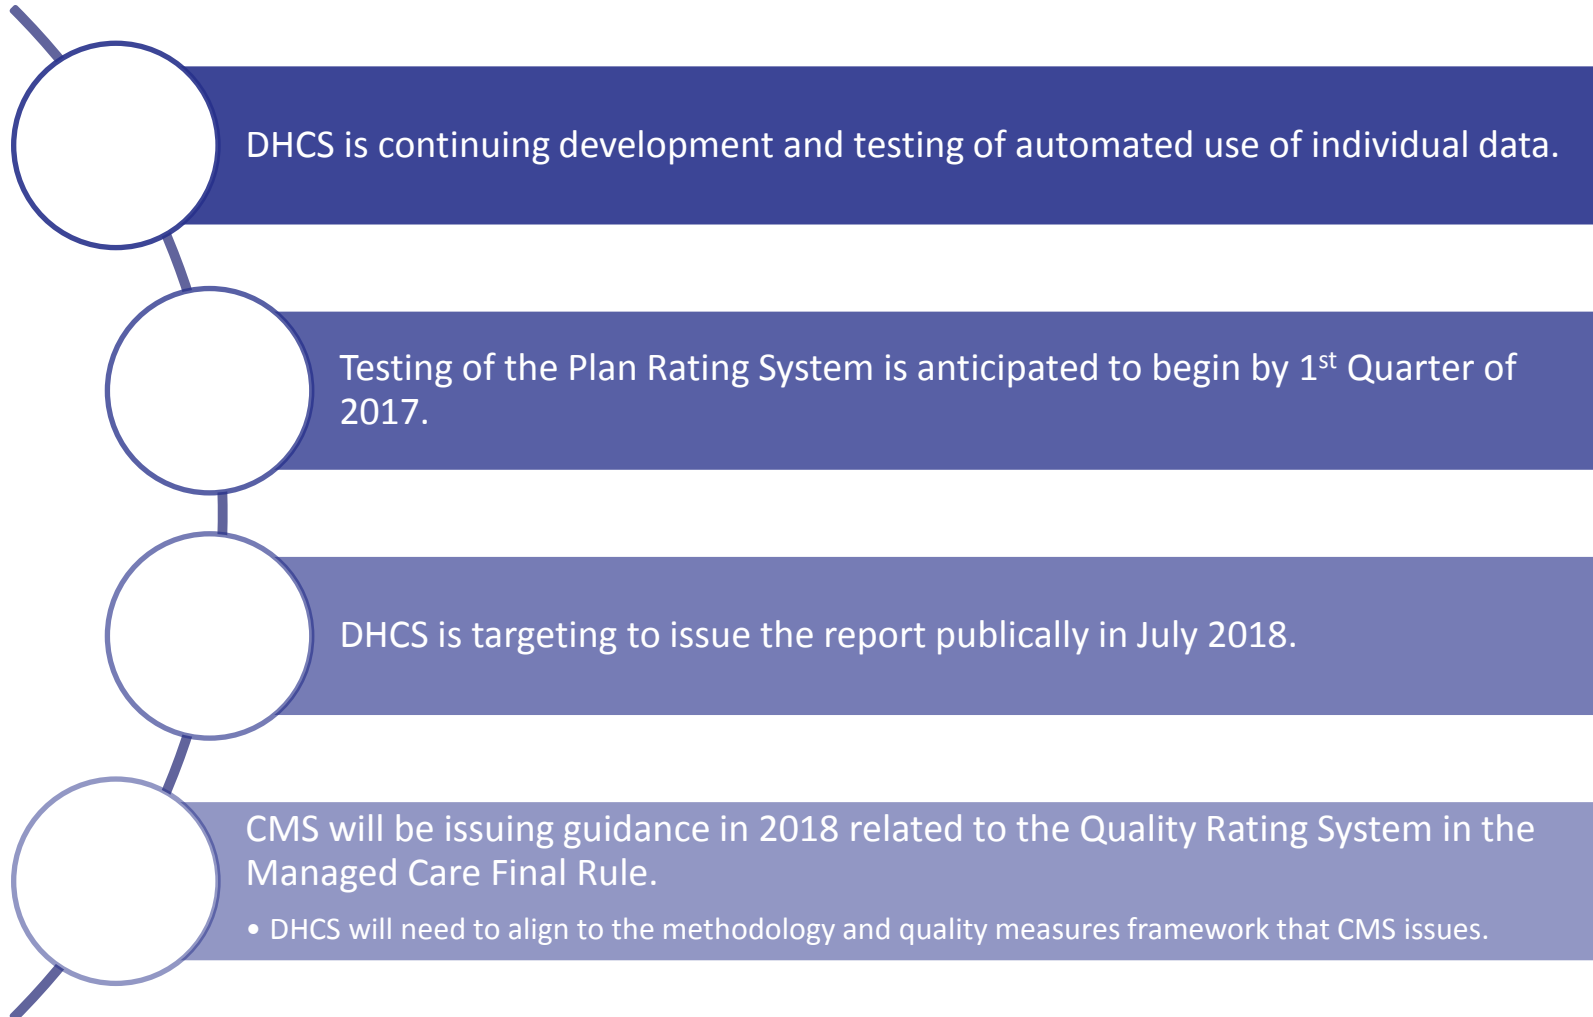 DHCS is continuing development and testing of automated use of individual data.
Testing of the Plan Rating System is anticipated to begin by 1st Quarter of
2017.
DHCS is targeting to issue the report publically in July 2018.
CMS will be issuing guidance in 2018 related to the Quality Rating System in the
Managed Care Final Rule.
• DHCS will need to align to the methodology and quality measures framework that CMS issues.